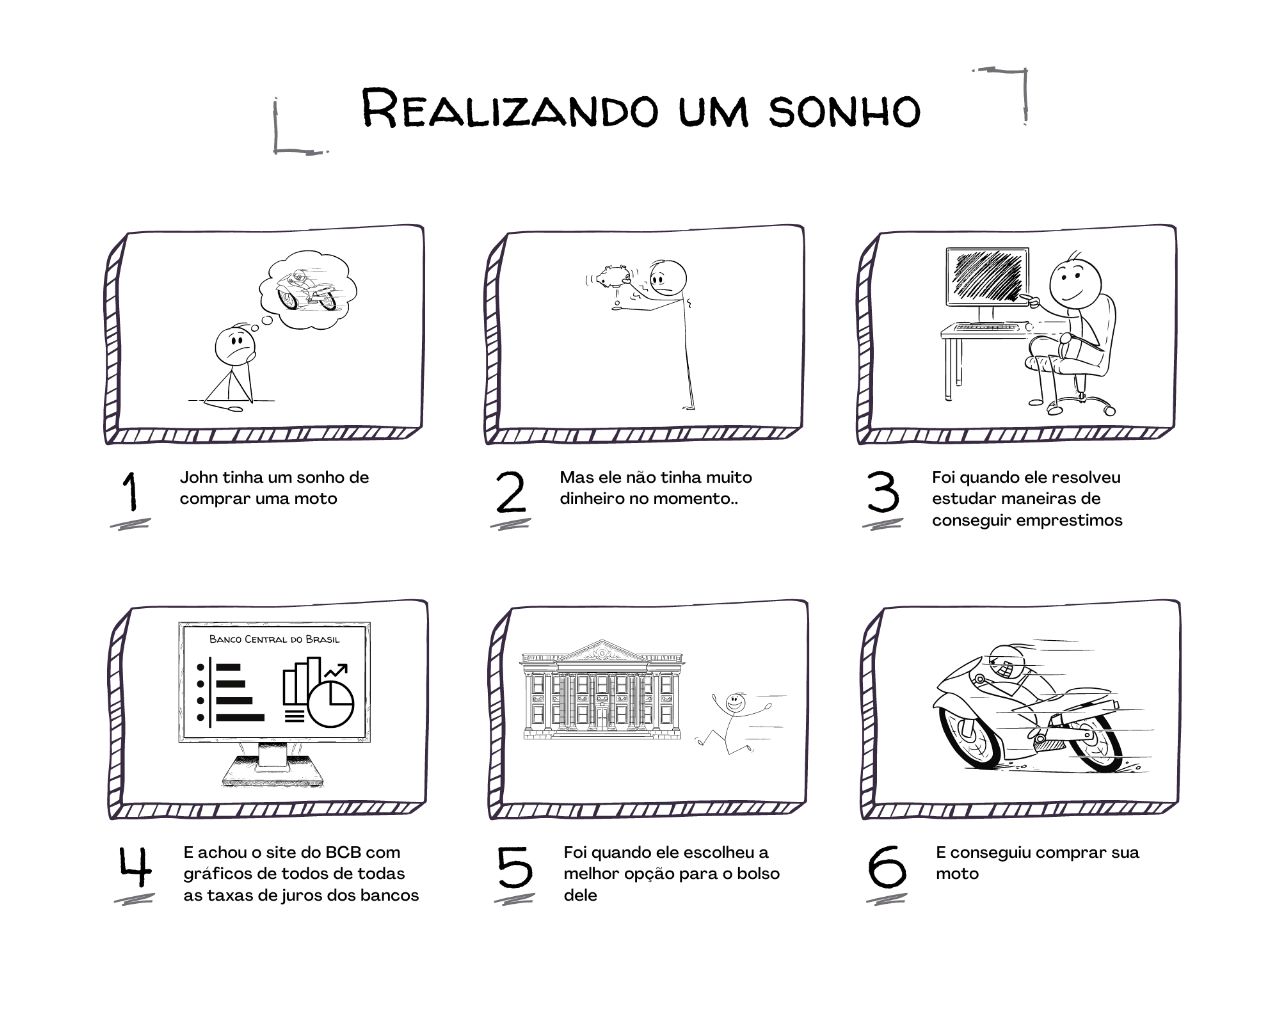 Realizando um sonho
1
John tinha um sonho de
comprar uma moto
2
Mas ele não tinha muito
dinheiro no momento..
3
Foi quando ele resolveu
estudar maneiras de
conseguir emprestimos
Banco Central do Brasil
4
E achou o site do BCB com
gráficos de todos de todas
as taxas de juros dos bancos
5
Foi quando ele escolheu a
melhor opção para o bolso
dele
6
E conseguiu comprar sua
moto